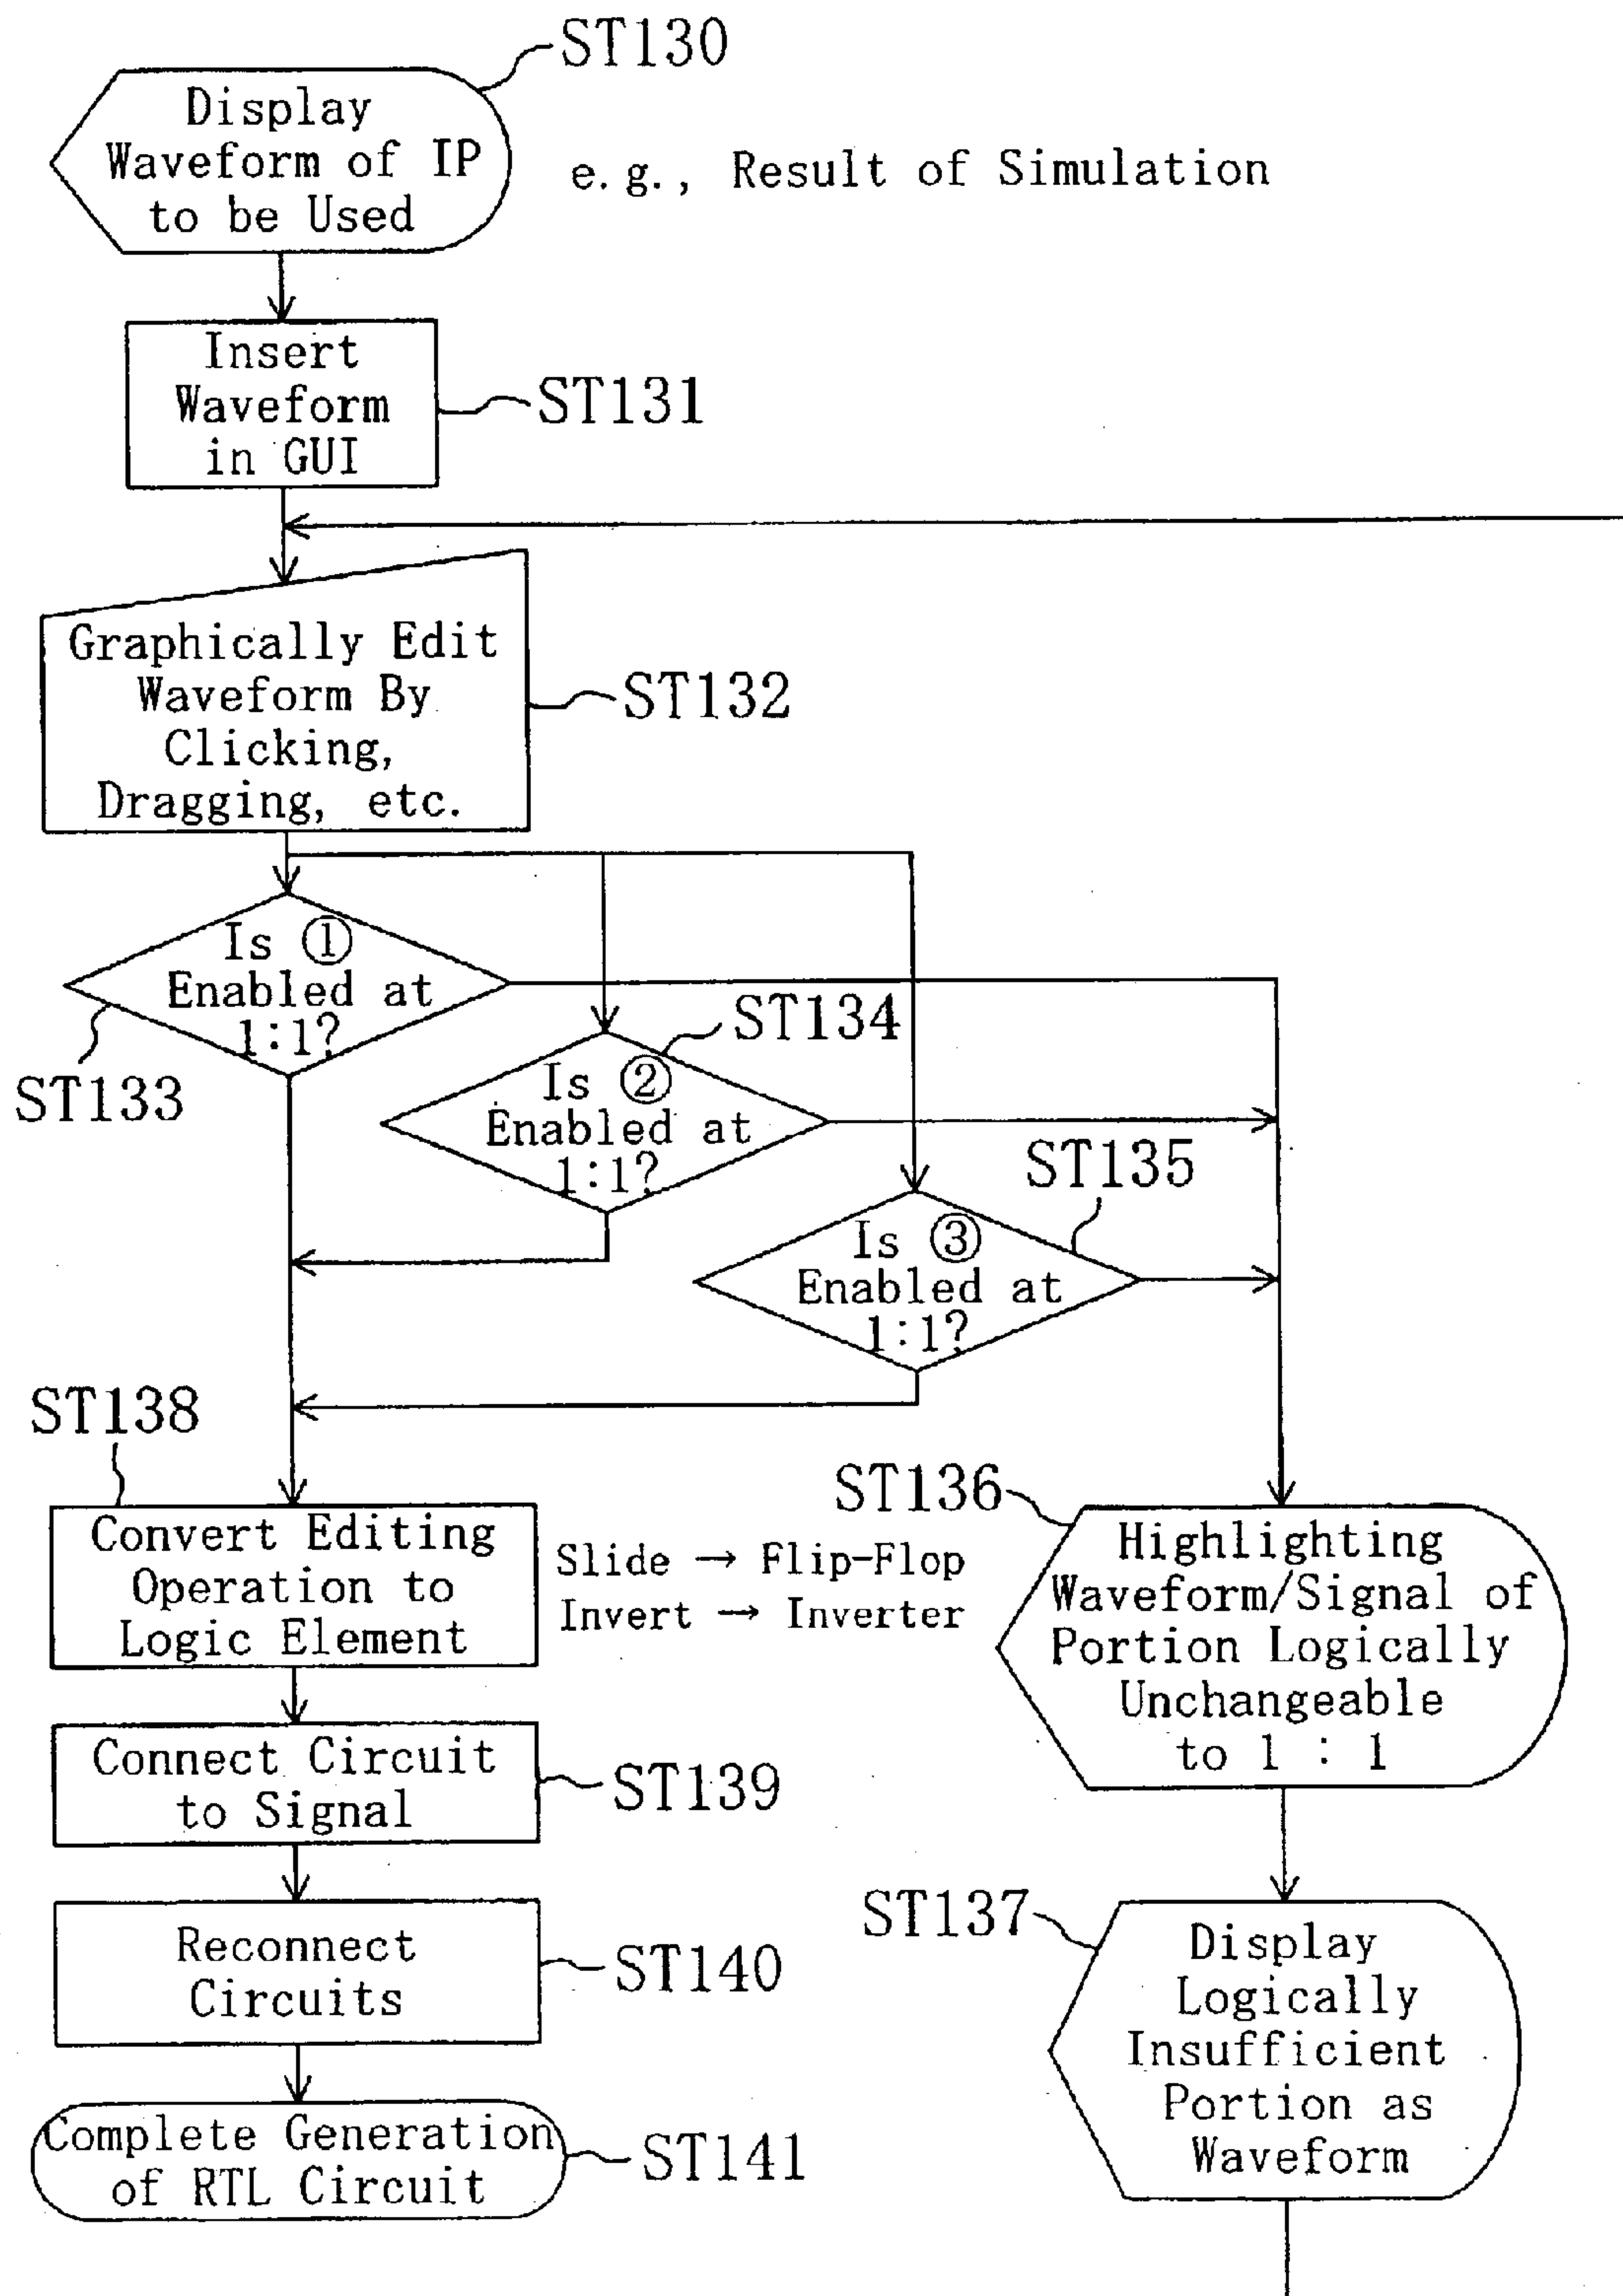 ST130
Display
Waveform of IP
to be Used
e.g., Result of Simulation
Insert
Waveform
in GUI
ST131
Graphically Edit
Waveform By
Clicking,
Dragging, etc.
ST132
Is ①
Enabled at
1:1?
ST133
ST134
Is ②
Enabled at
1:1?
ST135
Is ③
Enabled at
1:1?
ST138
Convert Editing
Operation to
Logic Element
Slide → Flip-Flop
Invert → Inverter
ST136
Highlighting
Waveform/Signal of
Portion Logically
Unchangeable
to 1 : 1
Connect Circuit
to Signal
ST139
Reconnect
Circuits
ST140
ST137
Display
Logically
Insufficient
Portion as
Waveform
Complete Generation
of RTL Circuit
ST141